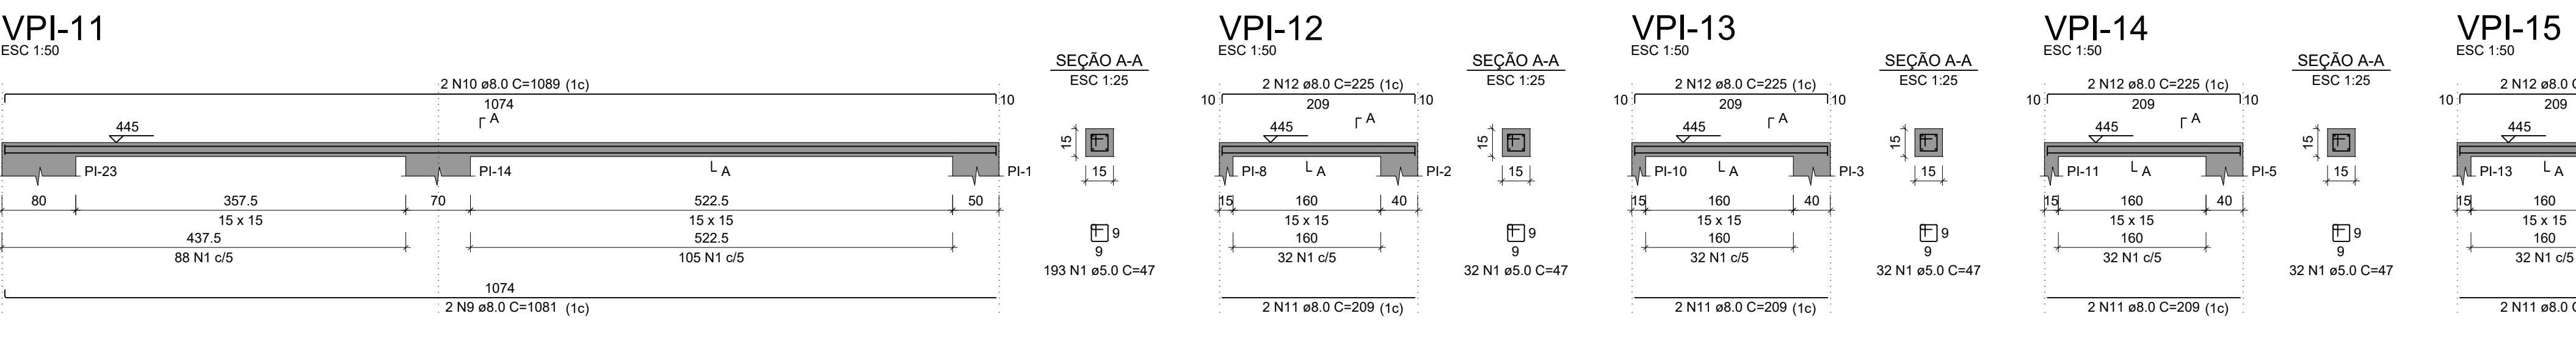 VPI-11
ESC 1:50
SEÇÃO A-A
ESC 1:25
2 N10 ø8.0 C=1089 (1c)
1074
10
A
445
PI-23
PI-14
A
PI-1
15
15
80
357.5
70
522.5
50
15 x 15
15 x 15
437.5
522.5
88 N1 c/5
105 N1 c/5
9
9
193 N1 ø5.0 C=47
1074
2 N9 ø8.0 C=1081 (1c)
VPI-12
ESC 1:50
SEÇÃO A-A
ESC 1:25
2 N12 ø8.0 C=225 (1c)
10
209
10
A
445
PI-8
A
PI-2
15
15
15
160
40
15 x 15
160
32 N1 c/5
9
9
32 N1 ø5.0 C=47
2 N11 ø8.0 C=209 (1c)
VPI-13
ESC 1:50
SEÇÃO A-A
ESC 1:25
2 N12 ø8.0 C=225 (1c)
10
209
10
A
445
PI-10
A
PI-3
15
15
15
160
40
15 x 15
160
32 N1 c/5
9
9
32 N1 ø5.0 C=47
2 N11 ø8.0 C=209 (1c)
VPI-14
ESC 1:50
SEÇÃO A-A
ESC 1:25
2 N12 ø8.0 C=225 (1c)
10
209
10
A
445
PI-11
A
PI-5
15
15
15
160
40
15 x 15
160
32 N1 c/5
9
9
32 N1 ø5.0 C=47
2 N11 ø8.0 C=209 (1c)
VPI-15
ESC 1:50
2 N12 ø8.0
10
209
445
PI-13
A
15
160
15 x 15
160
32 N1 c/5
2 N11 ø8.0